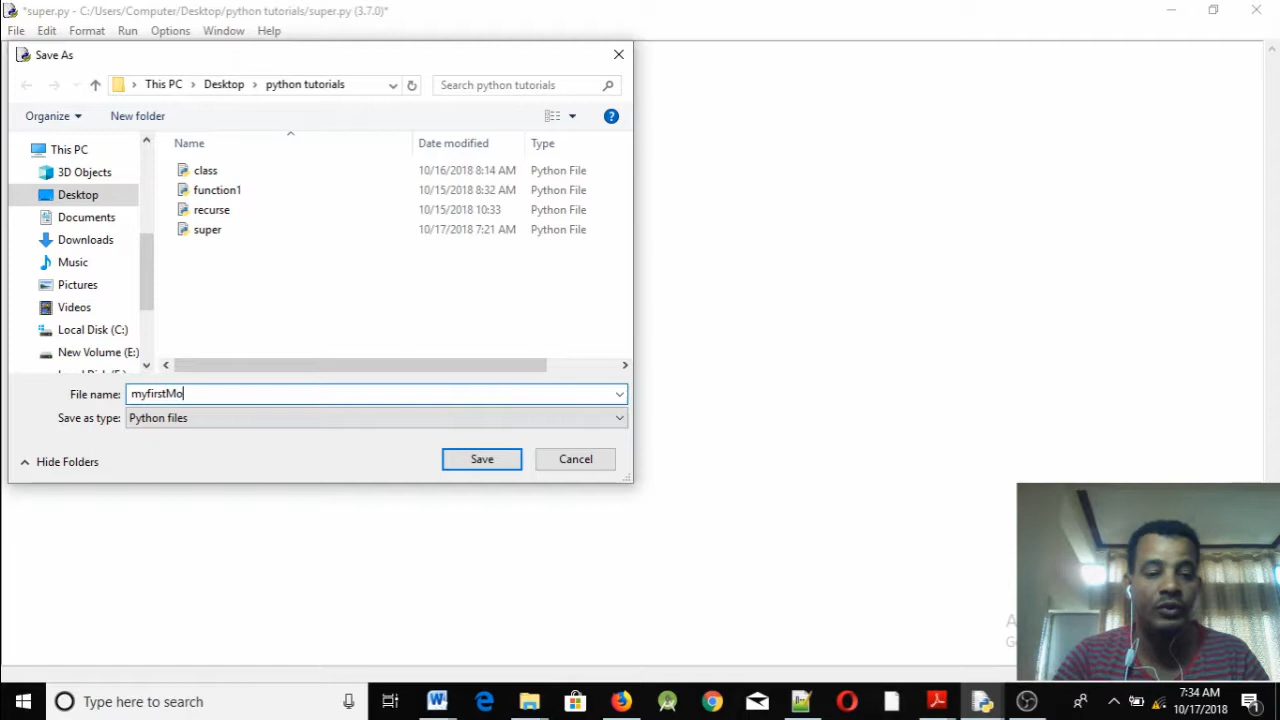 *super.py - C:/Users/Computer/Desktop/python tutorials/super.py (3.7.0)*
File Edit Format Run Options Window Help
Save As
This PC Desktop python tutorials Search python tutorials
Organize New folder
Name Date modified Type
This PC
3D Objects
Desktop
Documents
Downloads
Music
Pictures
Videos
Local Disk (C:)
New Volume (E:)
class 10/16/2018 8:14 AM Python File
function1 10/15/2018 8:32 AM Python File
recurse 10/15/2018 10:33 Python File
super 10/17/2018 7:21 AM Python File
File name: myfirstMo
Save as type: Python files
Hide Folders Save Cancel
Type here to search
7:34 AM
10/17/2018
1